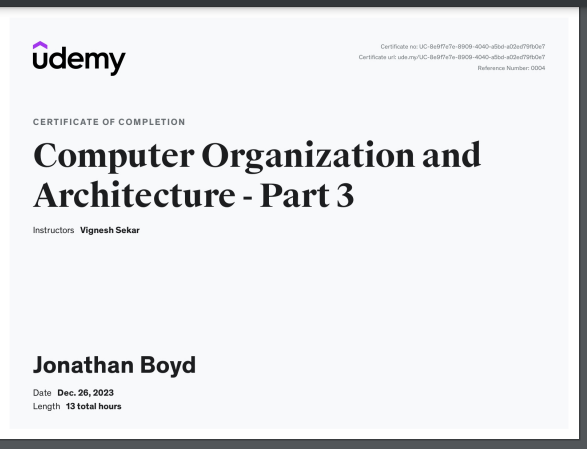 udemy
Certificate no: UC-8e9f7e7e-8909-4040-a5bd-a02ed79fb0e7
Certificate url: ude.my/UC-8e9f7e7e-8909-4040-a5bd-a02ed79fb0e7
Reference Number: 0004
CERTIFICATE OF COMPLETION
Computer Organization and
Architecture - Part 3
Instructors Vignesh Sekar
Jonathan Boyd
Date Dec. 26, 2023
Length 13 total hours